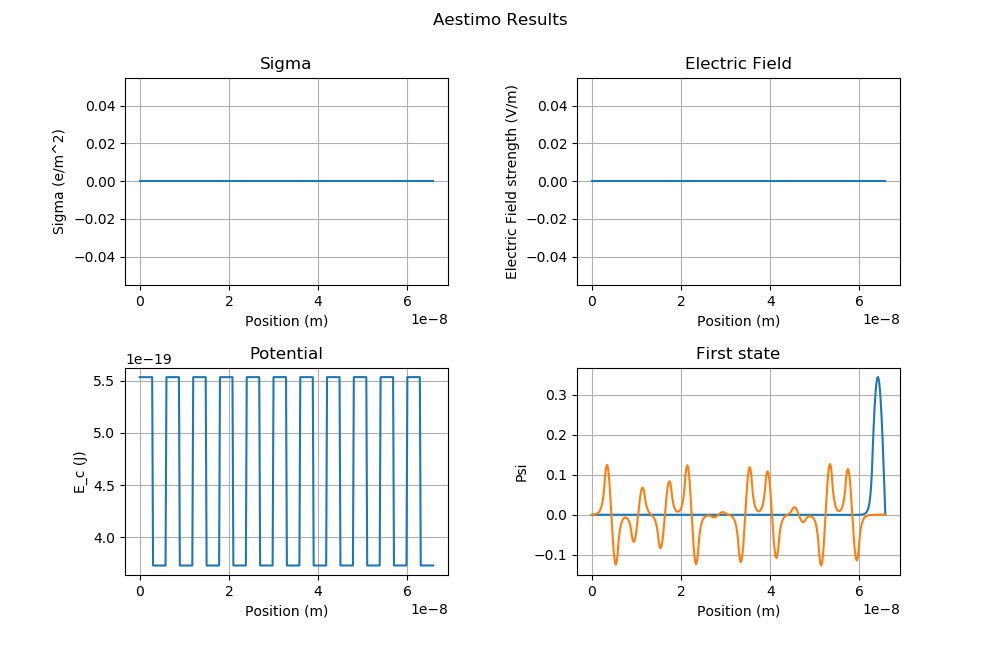 Aestimo Results
Sigma
Sigma (e/m^2)
0.04
0.02
0.00
−0.02
−0.04
0
2
4
6
1e−8
Position (m)
Electric Field
Electric Field strength (V/m)
0.04
0.02
0.00
−0.02
−0.04
0
2
4
6
1e−8
Position (m)
Potential
1e−19
E_c (J)
5.5
5.0
4.5
4.0
0
2
4
6
1e−8
Position (m)
First state
Psi
0.3
0.2
0.1
0.0
−0.1
0
2
4
6
1e−8
Position (m)